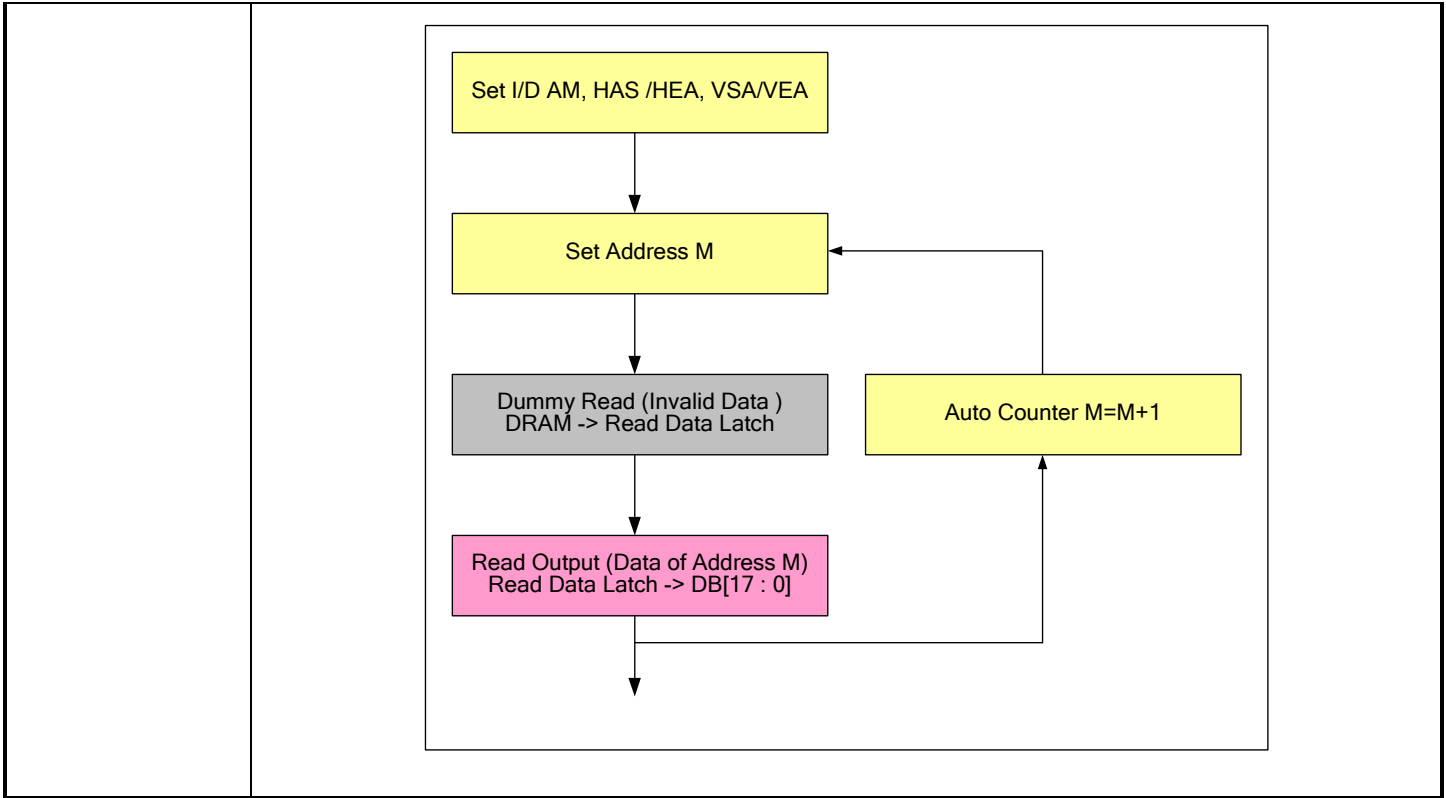 Set I/D AM, HAS /HEA, VSA/VEA
Set Address M
Dummy Read (Invalid Data )
DRAM -> Read Data Latch
Auto Counter M=M+1
Read Output (Data of Address M)
Read Data Latch -> DB[17 : 0]